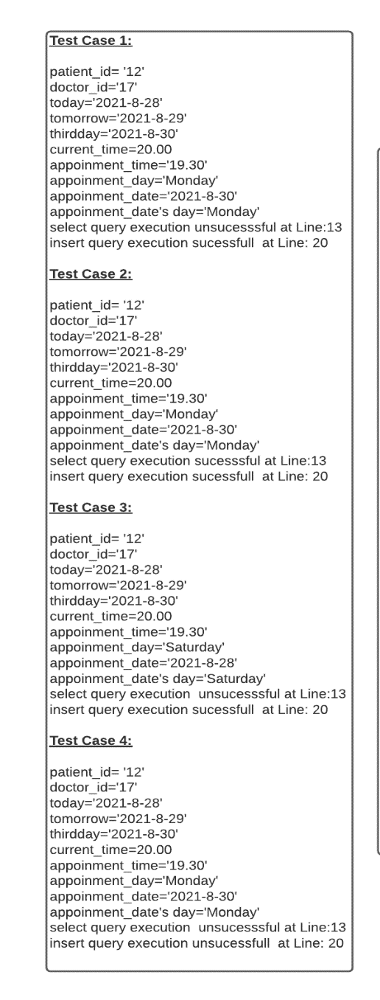 Test Case 1:
patient_id= '12'
doctor_id='17'
today='2021-8-28'
tomorrow='2021-8-29'
thirdday='2021-8-30'
current_time=20.00
appoinment_time='19.30'
appoinment_day='Monday'
appoinment_date='2021-8-30'
appoinment_date's day='Monday'
select query execution unsucesssful at Line:13
insert query execution sucessfull  at Line: 20
Test Case 2:
patient_id= '12'
doctor_id='17'
today='2021-8-28'
tomorrow='2021-8-29'
thirdday='2021-8-30'
current_time=20.00
appoinment_time='19.30'
appoinment_day='Monday'
appoinment_date='2021-8-30'
appoinment_date's day='Monday'
select query execution sucesssful at Line:13
insert query execution sucessfull  at Line: 20
Test Case 3:
patient_id= '12'
doctor_id='17'
today='2021-8-28'
tomorrow='2021-8-29'
thirdday='2021-8-30'
current_time=20.00
appoinment_time='19.30'
appoinment_day='Saturday'
appoinment_date='2021-8-28'
appoinment_date's day='Saturday'
select query execution  unsucesssful at Line:13
insert query execution sucessfull  at Line: 20
Test Case 4:
patient_id= '12'
doctor_id='17'
today='2021-8-28'
tomorrow='2021-8-29'
thirdday='2021-8-30'
current_time=20.00
appoinment_time='19.30'
appoinment_day='Monday'
appoinment_date='2021-8-30'
appoinment_date's day='Monday'
select query execution  unsucesssful at Line:13
insert query execution unsucessfull  at Line: 20